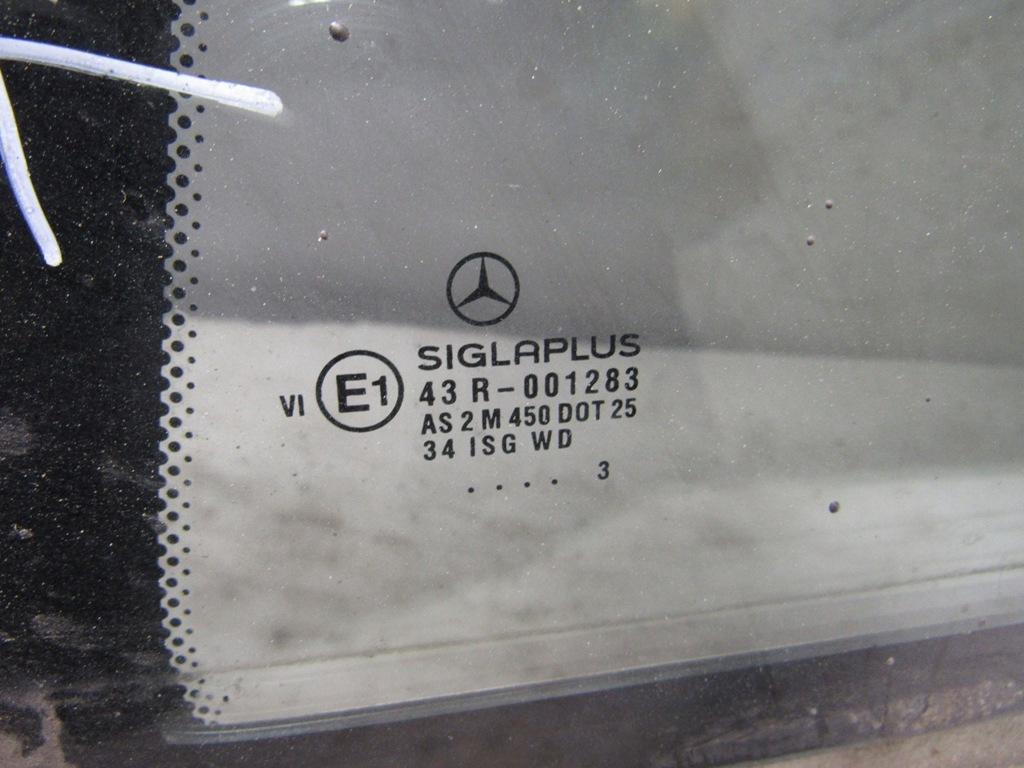 SIGLAPLUS
VI E1 43 R-001283
AS 2 M 450 DOT 25
34 ISG WD
. . . . 3